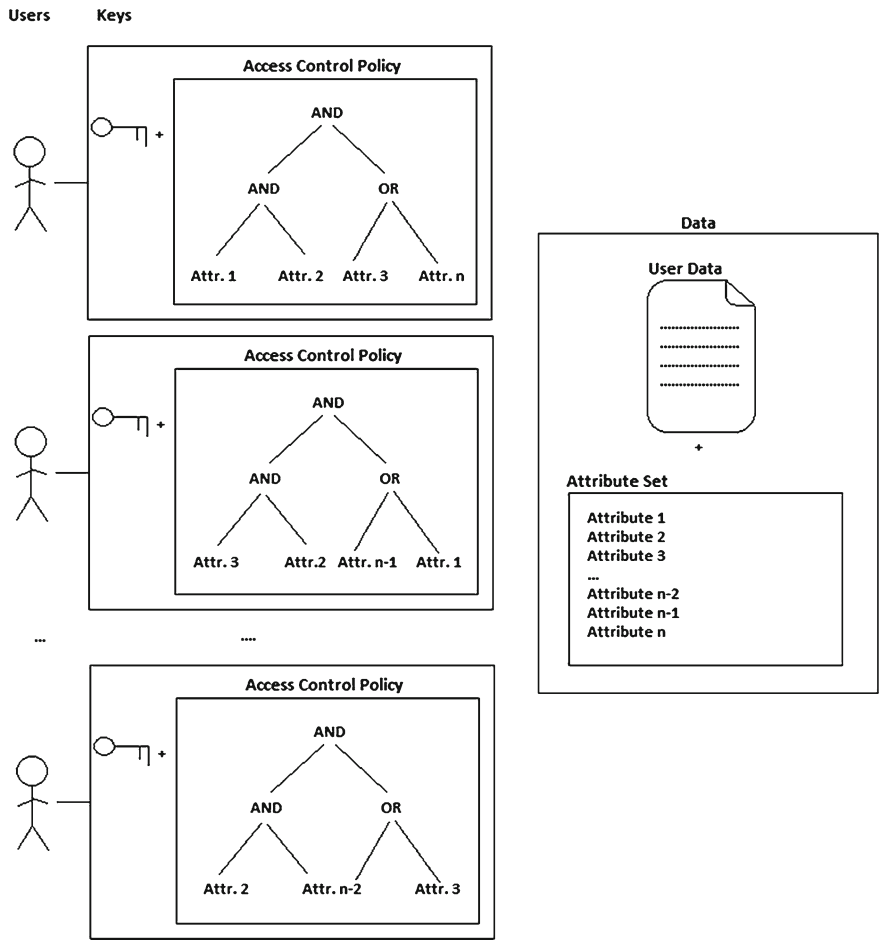 Users Keys
Access Control Policy
+
AND
AND OR
Attr. 1 Attr. 2 Attr. 3 Attr. n
Access Control Policy
+
AND
AND OR
Attr. 3 Attr.2 Attr. n-1 Attr. 1
... ....
Access Control Policy
+
AND
AND OR
Attr. 2 Attr. n-2 Attr. 3
Data
User Data
+
Attribute Set
Attribute 1
Attribute 2
Attribute 3
...
Attribute n-2
Attribute n-1
Attribute n